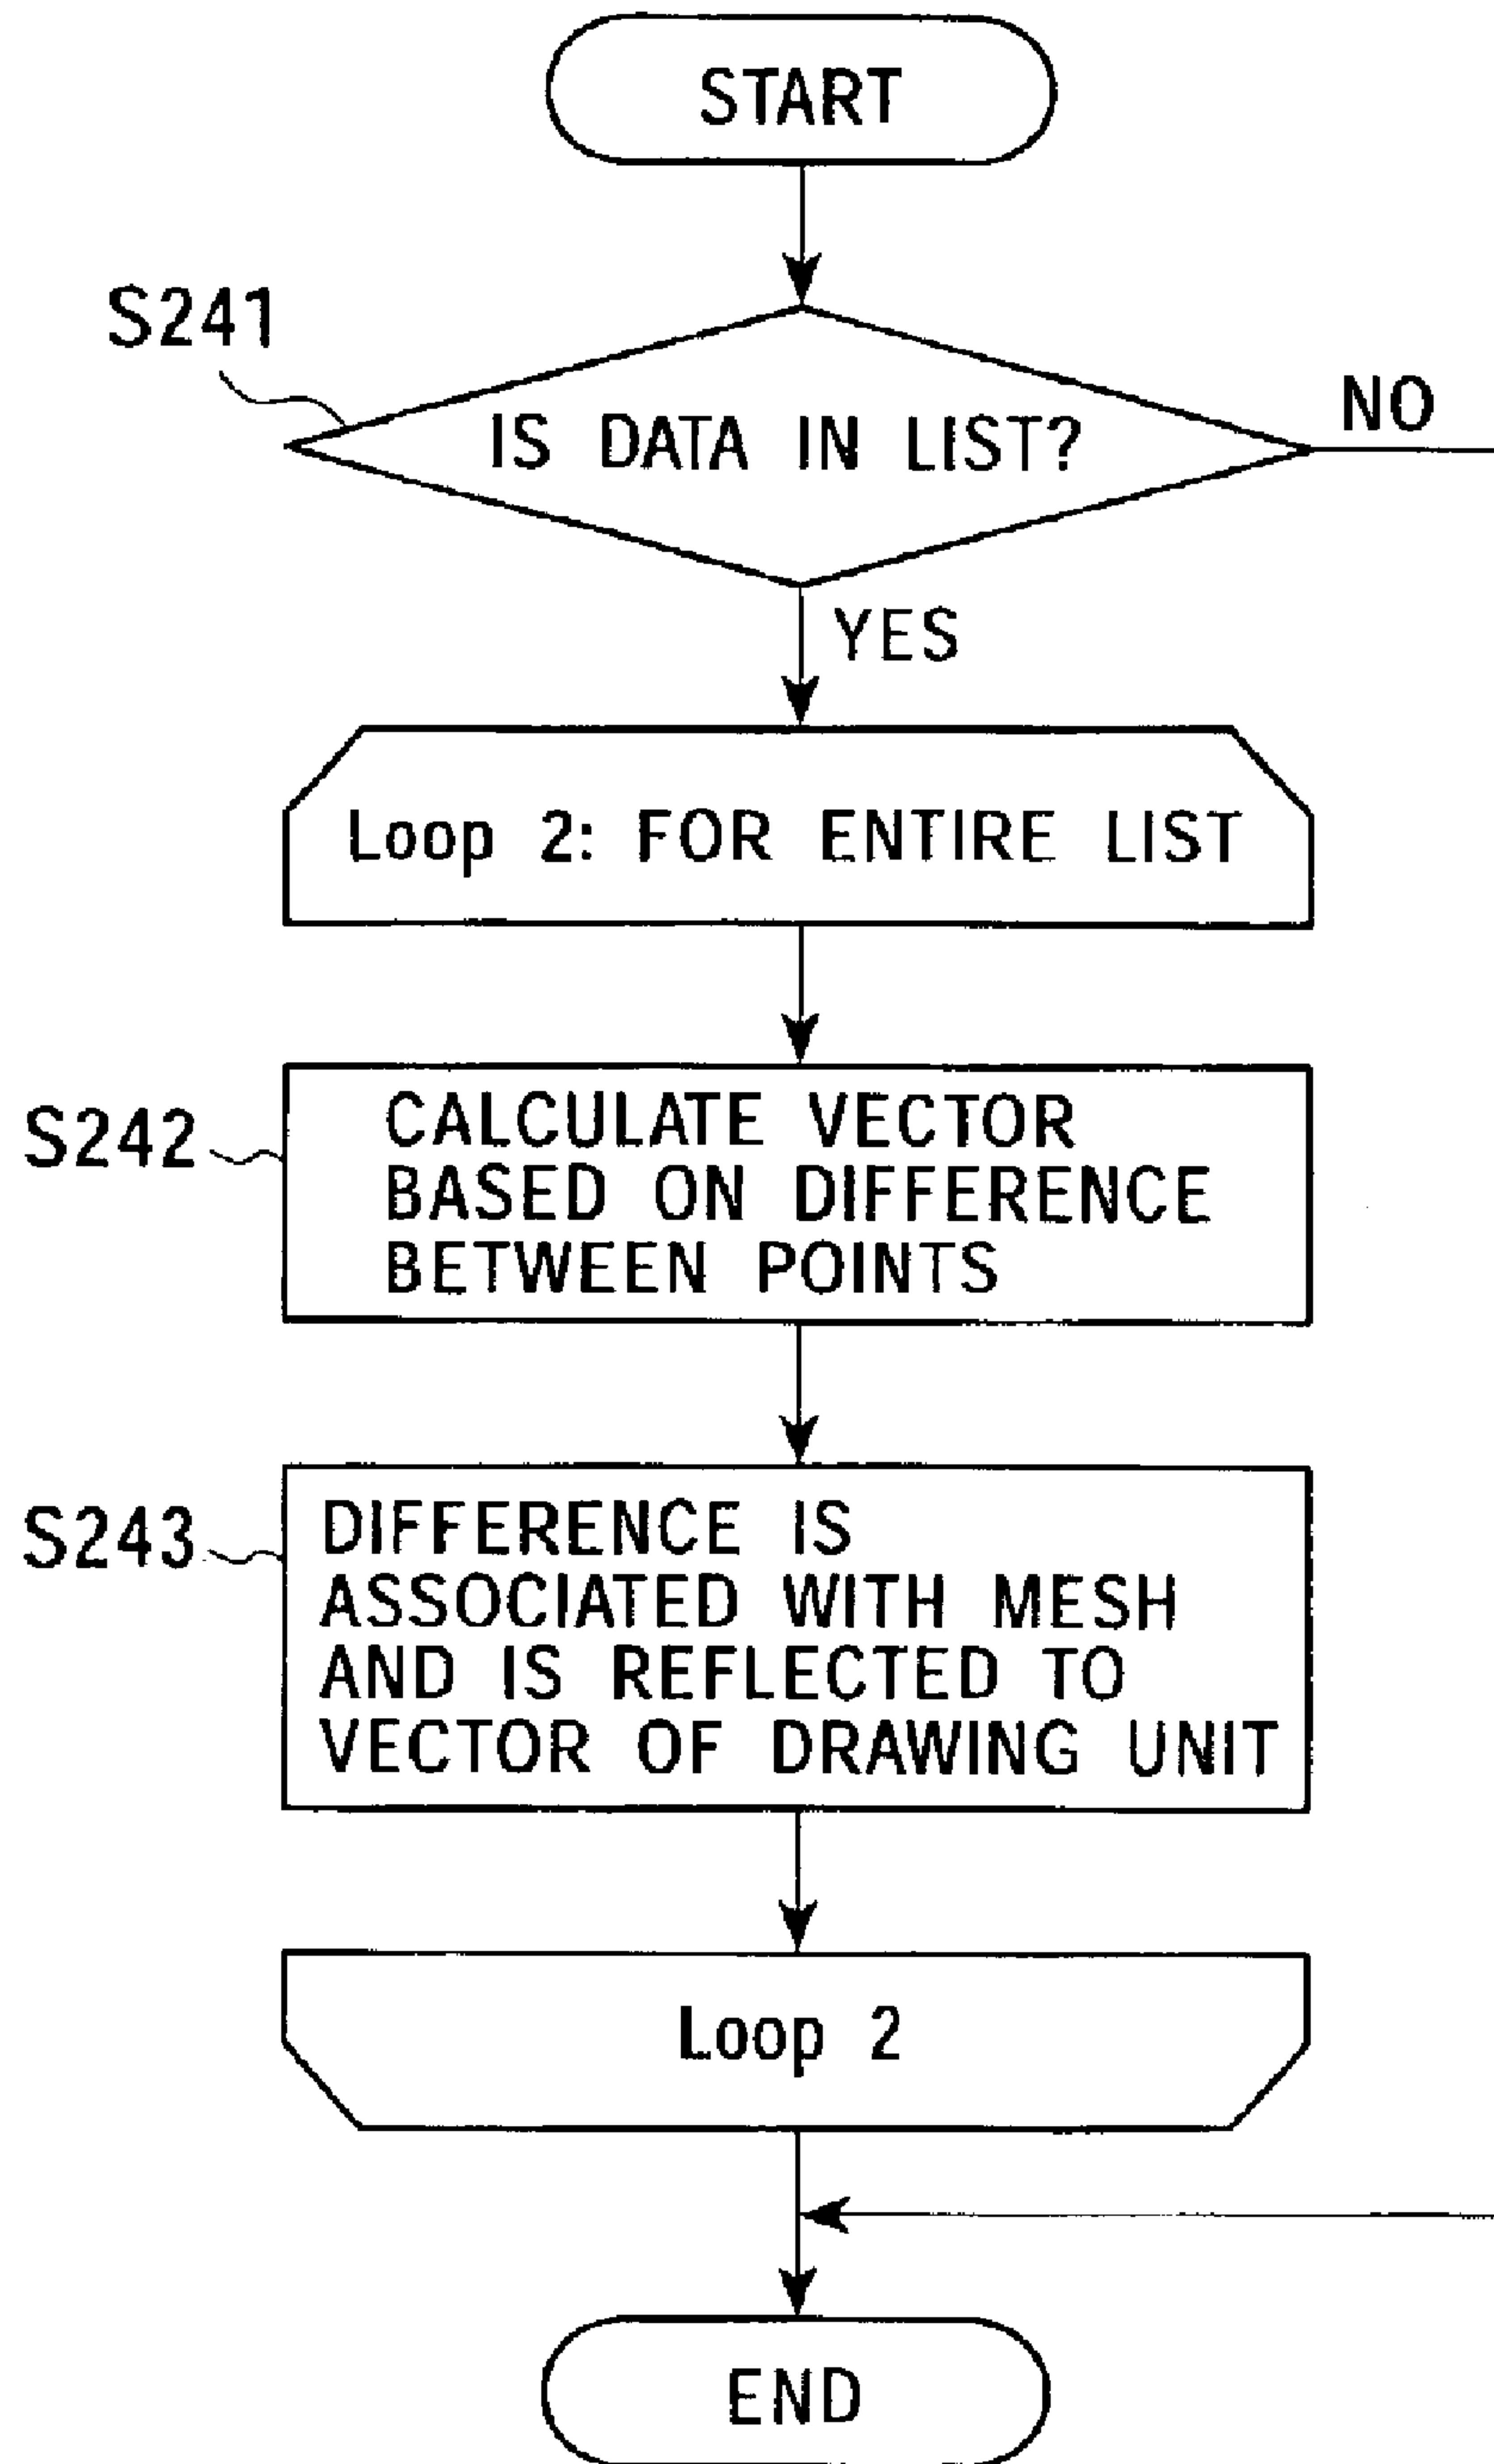 START
S241
IS DATA IN LIST?
NO
YES
Loop 2: FOR ENTIRE LIST
S242
CALCULATE VECTOR
BASED ON DIFFERENCE
BETWEEN POINTS
S243
DIFFERENCE IS
ASSOCIATED WITH MESH
AND IS REFLECTED TO
VECTOR OF DRAWING UNIT
Loop 2
END